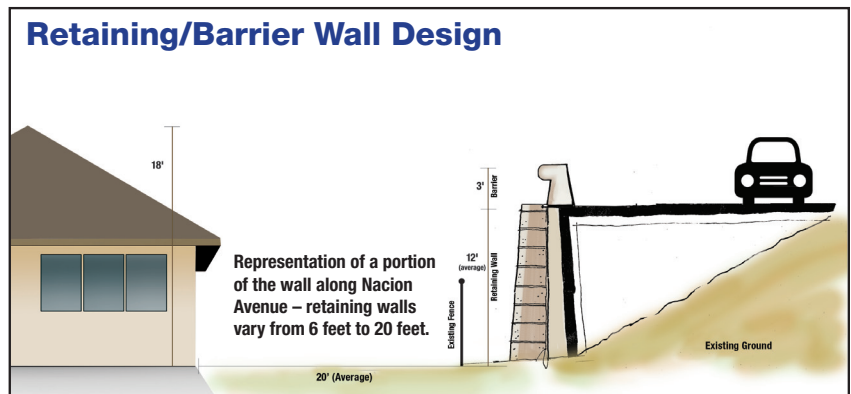 Retaining/Barrier Wall Design
18'
Representation of a portion
of the wall along Nacion
Avenue – retaining walls
vary from 6 feet to 20 feet.
3'
Barrier
12'
(average)
Retaining Wall
Existing Fence
Existing Ground
20' (Average)